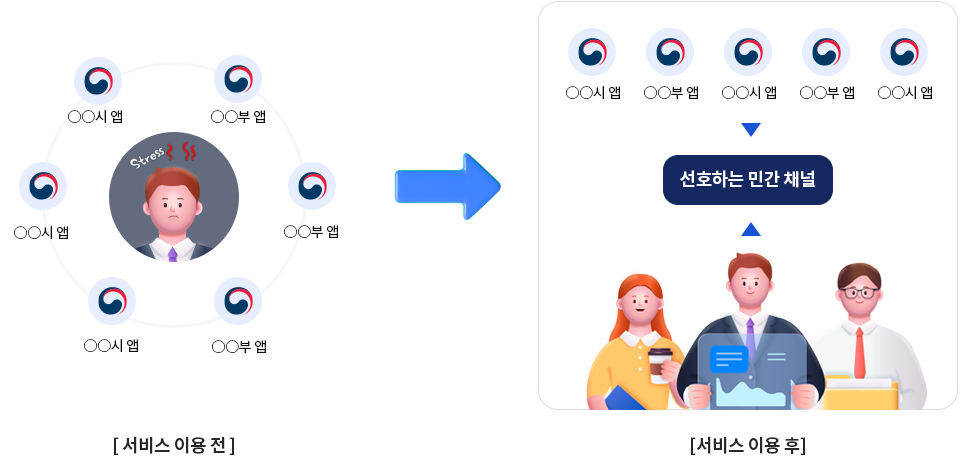 ○○시 앱
○○부 앱
Stress
○○시 앱
○○부 앱
○○시 앱
○○부 앱
[ 서비스 이용 전 ]
○○시 앱
○○부 앱
○○시 앱
○○부 앱
○○시 앱
선호하는 민간 채널
[서비스 이용 후]